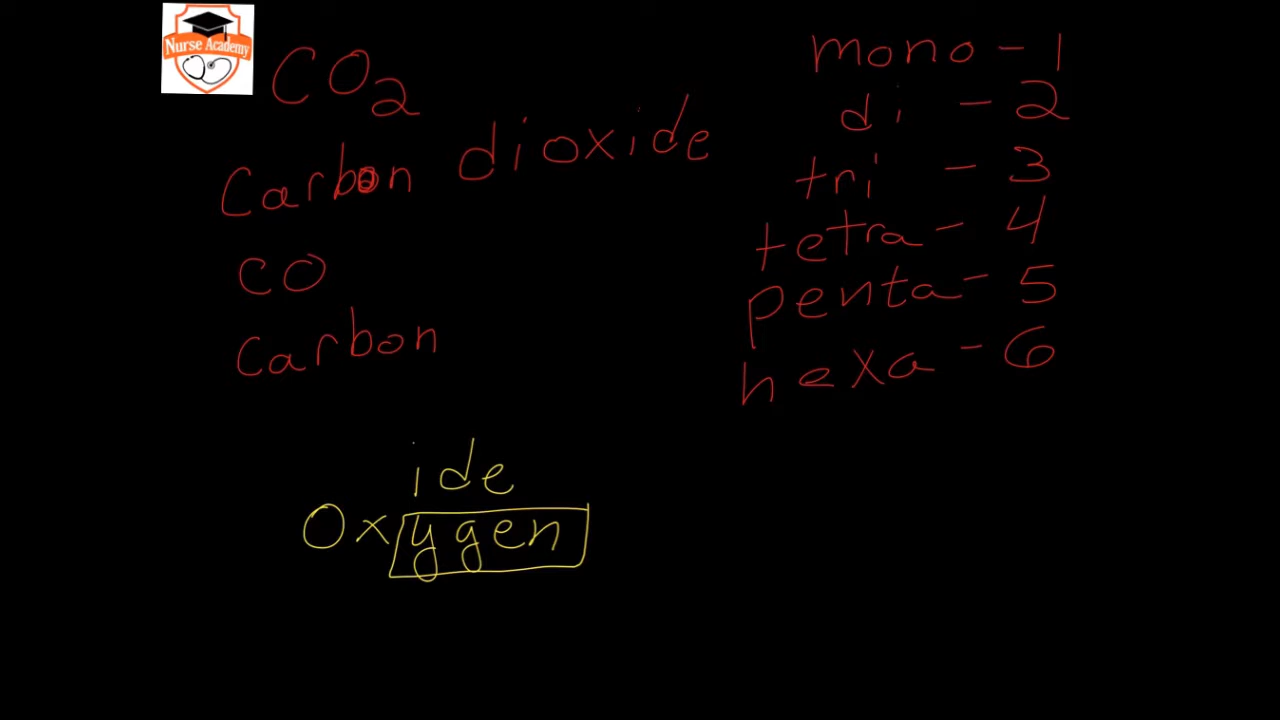 Nurse Academy
CO2
Carbon dioxide
CO
Carbon
mono - 1
di - 2
tri - 3
tetra - 4
penta - 5
hexa - 6
ide
Oxygen